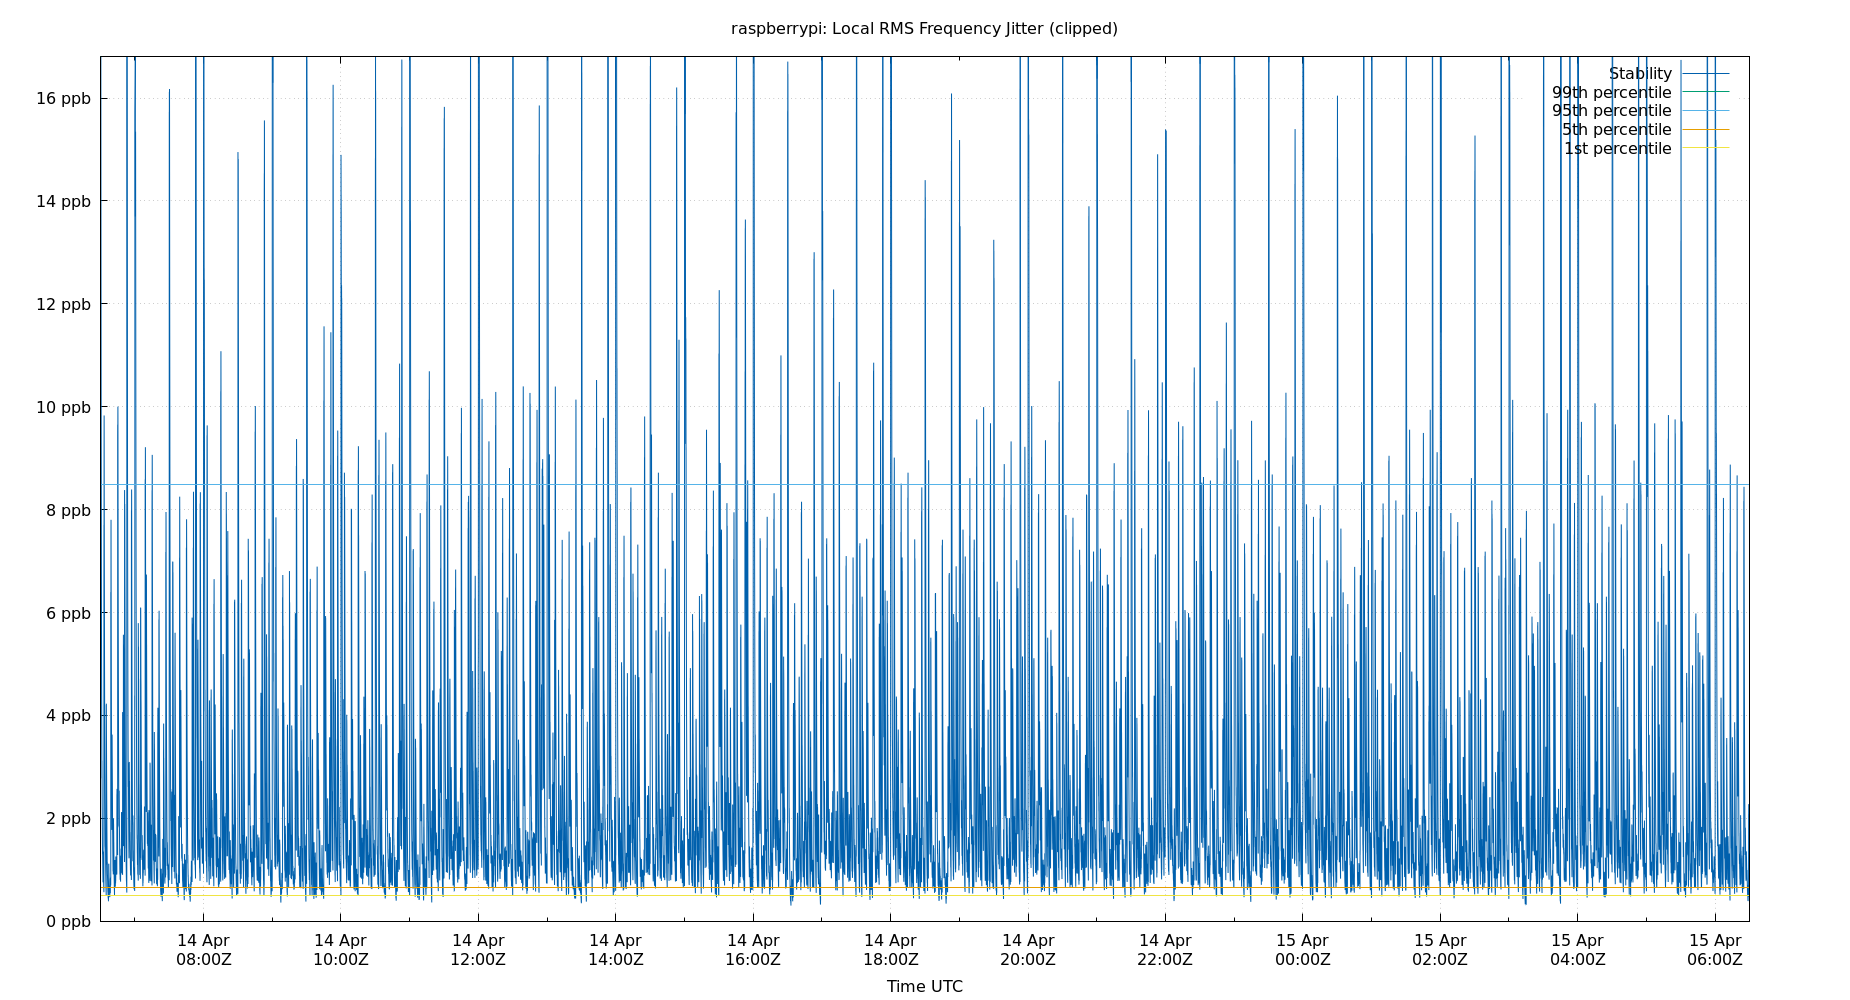 raspberrypi: Local RMS Frequency Jitter (clipped)
Stability
99th percentile
95th percentile
5th percentile
1st percentile
16 ppb
14 ppb
12 ppb
10 ppb
8 ppb
6 ppb
4 ppb
2 ppb
0 ppb
14 Apr 14 Apr 14 Apr 14 Apr 14 Apr 14 Apr 14 Apr 14 Apr 15 Apr 15 Apr 15 Apr 15 Apr
08:00Z 10:00Z 12:00Z 14:00Z 16:00Z 18:00Z 20:00Z 22:00Z 00:00Z 02:00Z 04:00Z 06:00Z
Time UTC